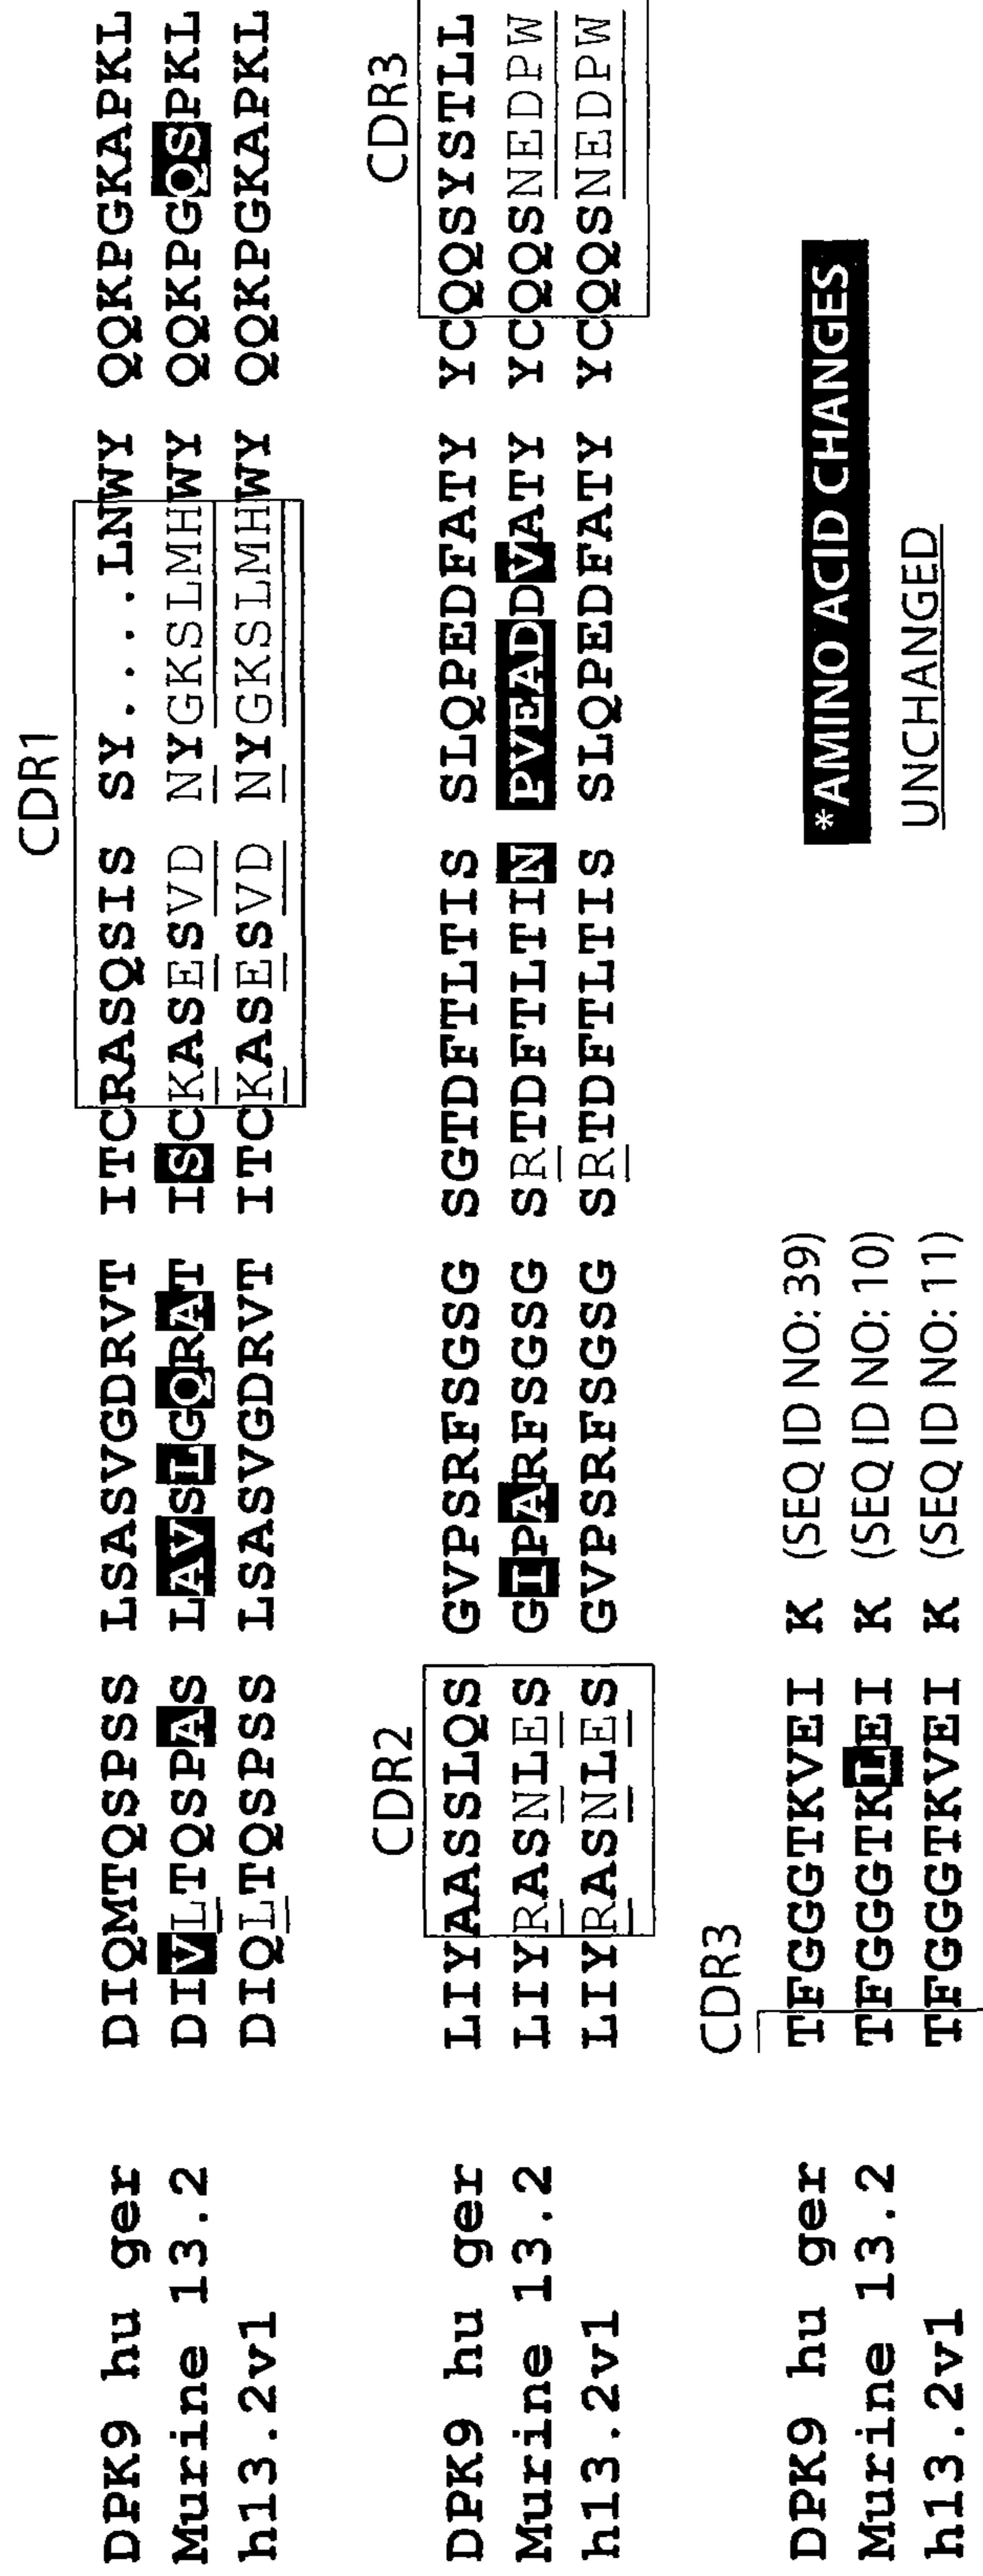 CDR1
DPK9 hu ger DIQMTQSPSS LSASVGDRVT ITCRASQSIS SY....LNWY QQKPGKAPKL
Murine 13.2 DIVLTQSPAS LAVSLGQRAT ISCKASESVD NYGKSLMHWY QQKPGQSPKL
h13.2v1 DIQLTQSPSS LSASVGDRVT ITCKASESVD NYGKSLMHWY QQKPGKAPKL
CDR2 CDR3
DPK9 hu ger LIYAASSLQS GVPSRFSGSG SGTDFTLTIS SLQPEDFATY YCQQSYSTLL
Murine 13.2 LIYRASNLES GIPARFSGSG SRTDFTLTIN PVEADDVATY YCQQSNEDPW
h13.2v1 LIYRASNLES GVPSRFSGSG SRTDFTLTIS SLQPEDFATY YCQQSNEDPW
CDR3
DPK9 hu ger TFGGGTKVEI K (SEQ ID NO: 39)
Murine 13.2 TFGGGTKLEI K (SEQ ID NO: 10)
h13.2v1 TFGGGTKVEI K (SEQ ID NO: 11)
*AMINO ACID CHANGES
UNCHANGED